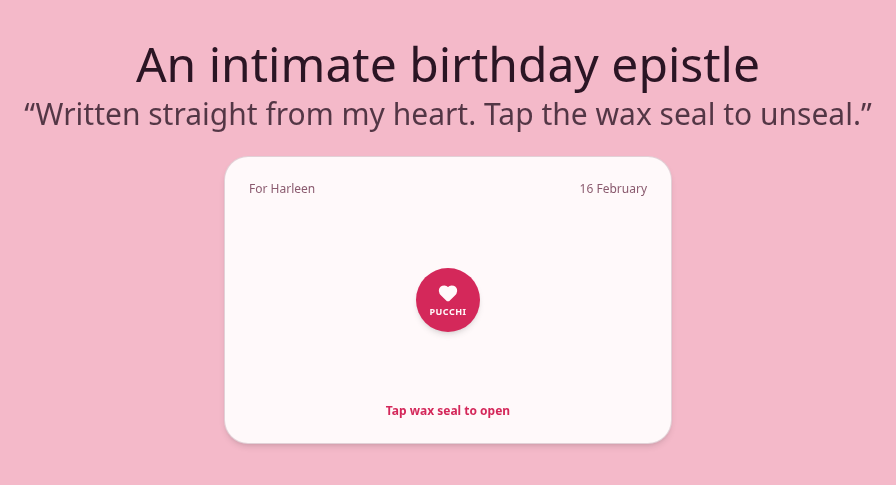 An intimate birthday epistle
“Written straight from my heart. Tap the wax seal to unseal.”
For Harleen
16 February
PUCCHI
Tap wax seal to open